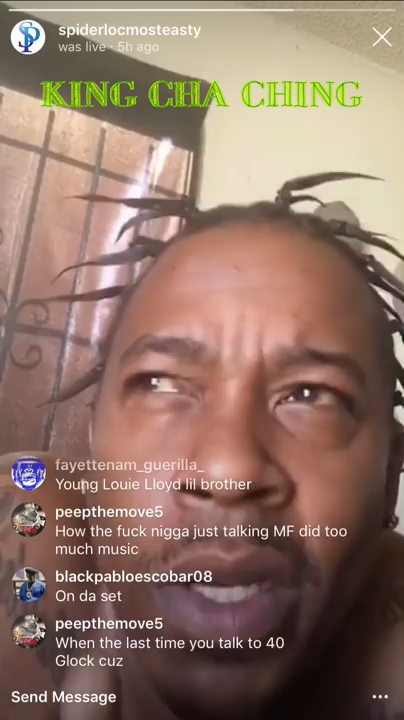 spiderlocmosteasty
was live · 5h ago
KING CHA CHING
fayettenam_guerilla_
Young Louie Lloyd lil brother
peepthemove5
How the fuck nigga just talking MF did too
much music
blackpabloescobar08
On da set
peepthemove5
When the last time you talk to 40
Glock cuz
Send Message